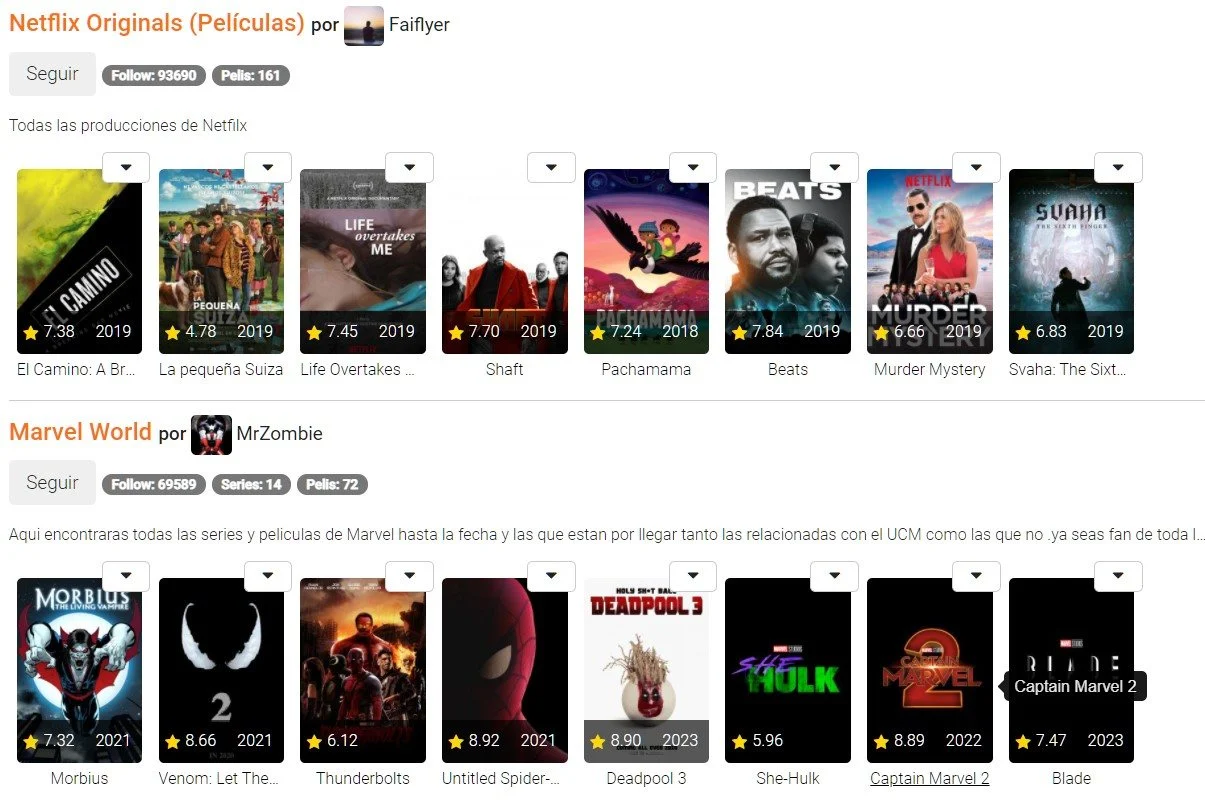 Netflix Originals (Películas) por Faiflyer
Seguir Follow: 93690 Pelis: 161
Todas las producciones de Netfilx
EL CAMINO
LIFE
overtakes
ME
PEQUEÑA
SUIZA
PACHAMAMA
BEATS
NETFLIX
MURDER
MYSTERY
SVAHA
THE SIXTH FINGER
7.38 2019 4.78 2019 7.45 2019 7.70 2019 7.24 2018 7.84 2019 6.66 2019 6.83 2019
El Camino: A Br... La pequeña Suiza Life Overtakes ... Shaft Pachamama Beats Murder Mystery Svaha: The Sixt...
Marvel World por MrZombie
Seguir Follow: 69589 Series: 14 Pelis: 72
Aqui encontraras todas las series y peliculas de Marvel hasta la fecha y las que estan por llegar tanto las relacionadas con el UCM como las que no .ya seas fan de toda l...
MORBIUS
THE LIVING VAMPIRE
2
HOLY SH*T BALL
DEADPOOL 3
MARVEL STUDIOS
SHE
HULK
CAPTAIN
MARVEL
2
BLADE
Captain Marvel 2
7.32 2021 8.66 2021 6.12 8.92 2021 8.90 2023 5.96 8.89 2022 7.47 2023
Morbius Venom: Let The... Thunderbolts Untitled Spider-... Deadpool 3 She-Hulk Captain Marvel 2 Blade